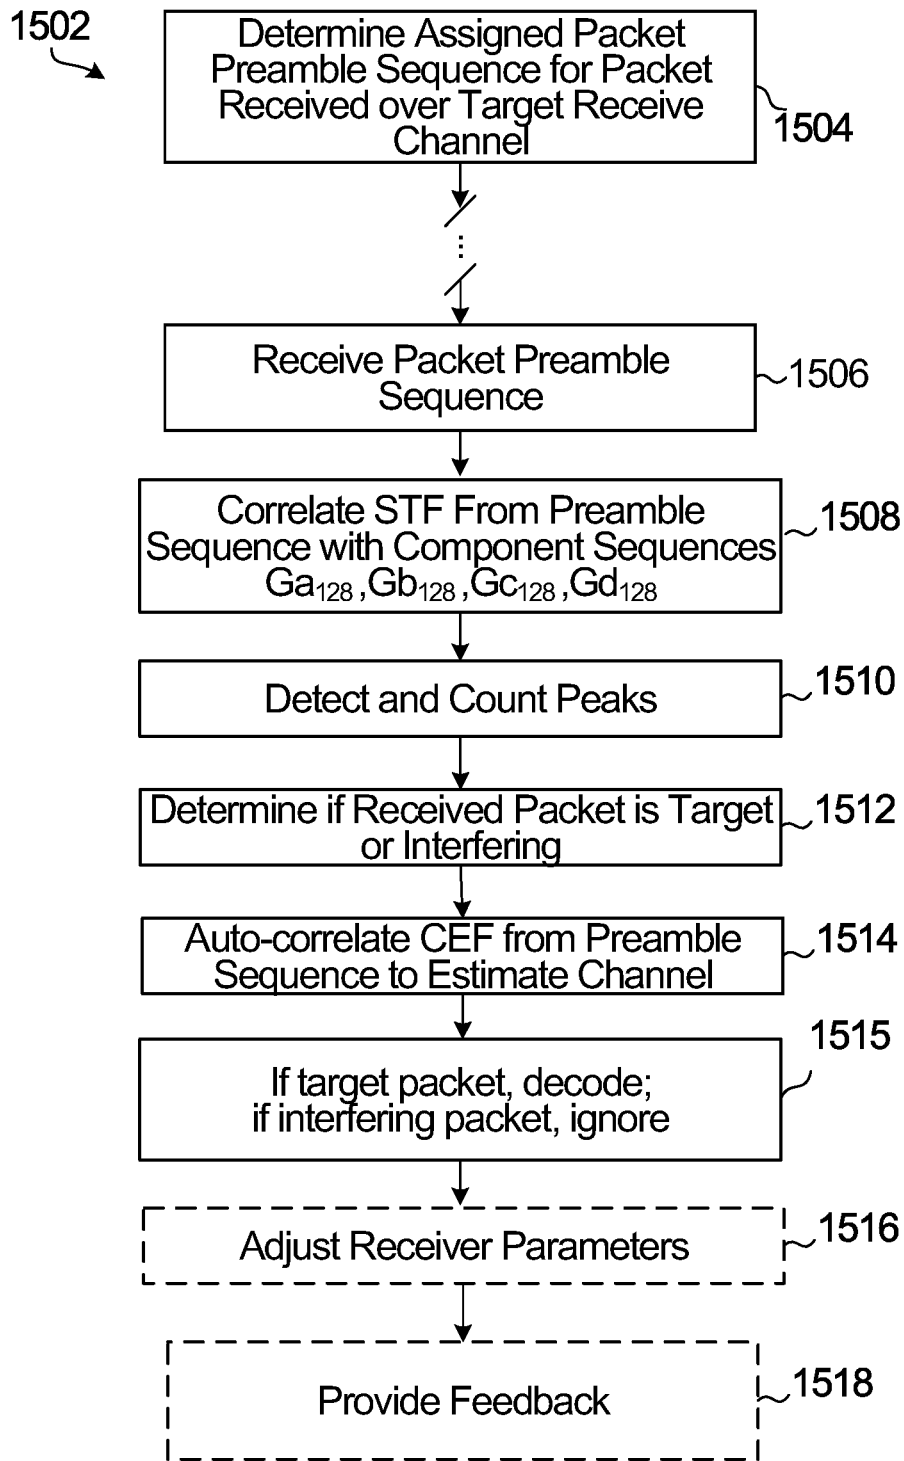 1502
Determine Assigned Packet
Preamble Sequence for Packet
Received over Target Receive
Channel
1504
...
Receive Packet Preamble
Sequence
1506
Correlate STF From Preamble
Sequence with Component Sequences
Ga₁₂₈,Gb₁₂₈,Gc₁₂₈,Gd₁₂₈
1508
Detect and Count Peaks
1510
Determine if Received Packet is Target
or Interfering
1512
Auto-correlate CEF from Preamble
Sequence to Estimate Channel
1514
If target packet, decode;
if interfering packet, ignore
1515
Adjust Receiver Parameters
1516
Provide Feedback
1518